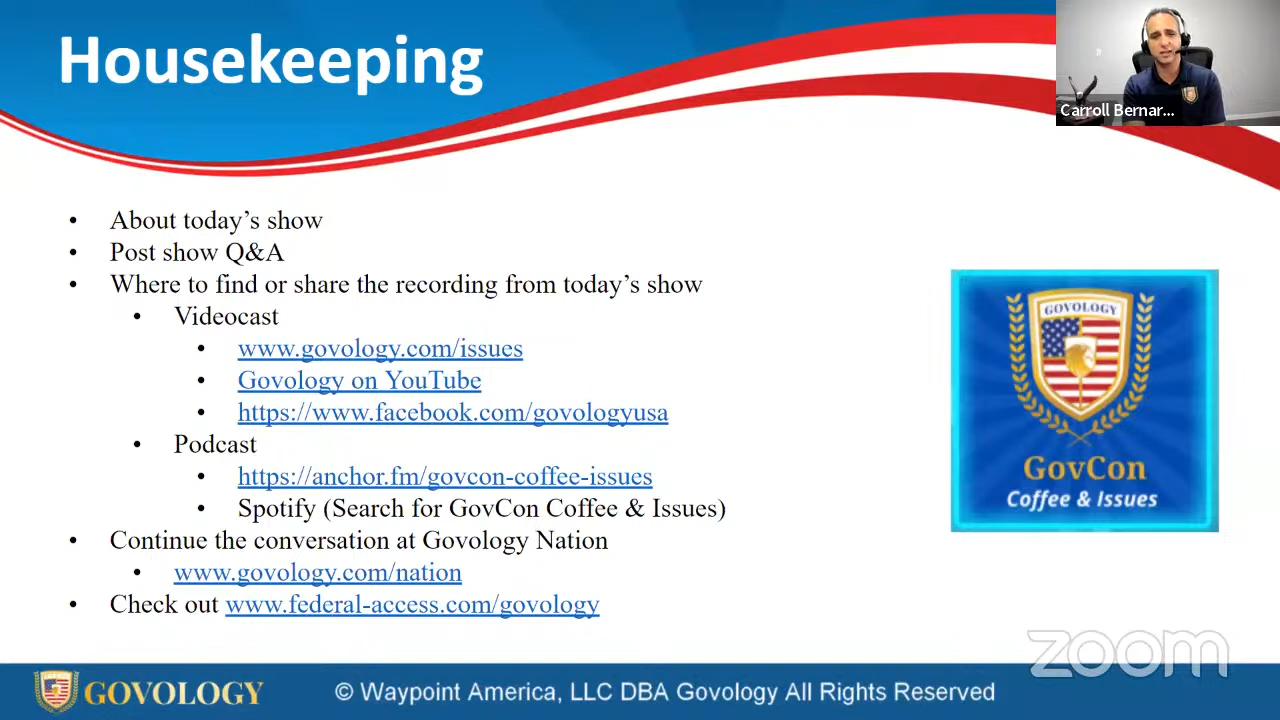 Housekeeping
Carroll Bernar...
• About today's show
• Post show Q&A
• Where to find or share the recording from today's show
• Videocast
• www.govology.com/issues
• Govology on YouTube
• https://www.facebook.com/govologyusa
• Podcast
• https://anchor.fm/govcon-coffee-issues
• Spotify (Search for GovCon Coffee & Issues)
• Continue the conversation at Govology Nation
• www.govology.com/nation
• Check out www.federal-access.com/govology
GOVOLOGY
GovCon
Coffee & Issues
zoom
GOVOLOGY
© Waypoint America, LLC DBA Govology All Rights Reserved